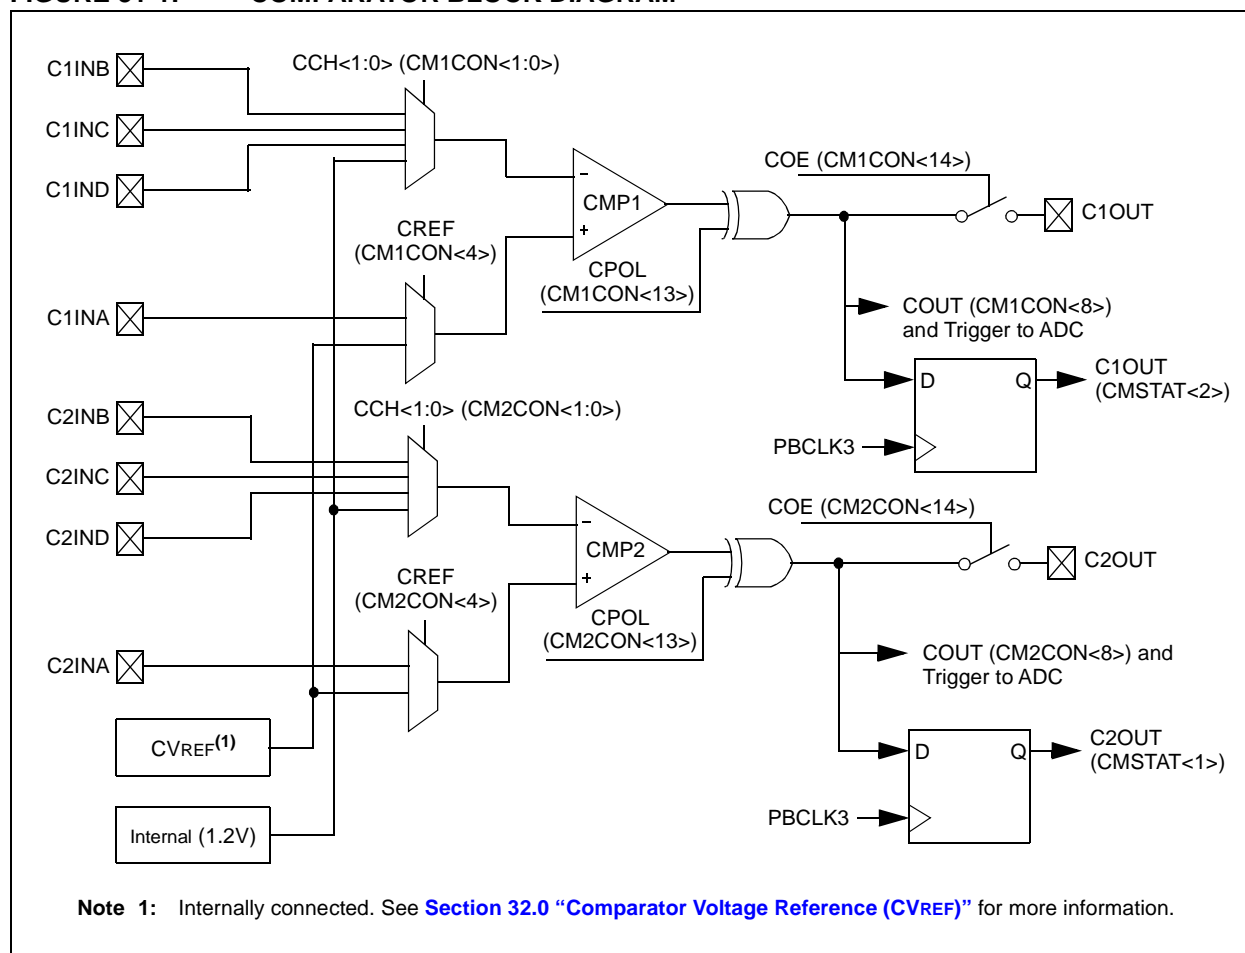 C1INB
CCH<1:0> (CM1CON<1:0>)
C1INC
C1IND
COE (CM1CON<14>)
C1OUT
CMP1
–
+
CREF
(CM1CON<4>)
CPOL
(CM1CON<13>)
C1INA
COUT (CM1CON<8>)
and Trigger to ADC
D
Q
C1OUT
(CMSTAT<2>)
PBCLK3
C2INB
CCH<1:0> (CM2CON<1:0>)
C2INC
C2IND
COE (CM2CON<14>)
C2OUT
CMP2
–
+
CREF
(CM2CON<4>)
CPOL
(CM2CON<13>)
C2INA
COUT (CM2CON<8>) and
Trigger to ADC
CVREF(1)
D
Q
C2OUT
(CMSTAT<1>)
PBCLK3
Internal (1.2V)
Note 1: Internally connected. See Section 32.0 “Comparator Voltage Reference (CVREF)” for more information.